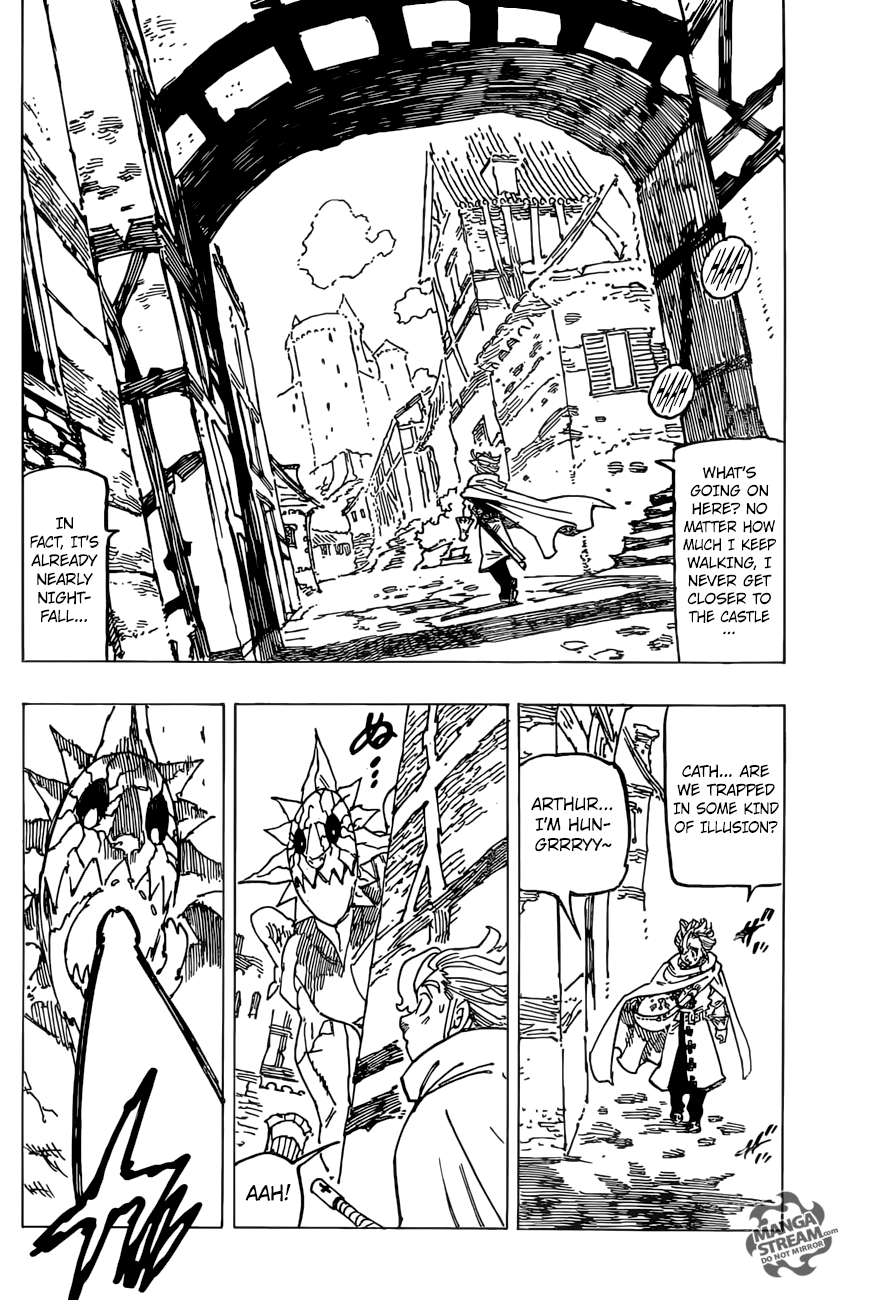 WHAT'S
GOING ON
HERE? NO
MATTER HOW
MUCH I KEEP
WALKING, I
NEVER GET
CLOSER TO
THE CASTLE
...
IN
FACT, IT'S
ALREADY
NEARLY
NIGHT-
FALL...
CATH... ARE
WE TRAPPED
IN SOME KIND
OF ILLUSION?
ARTHUR...
I'M HUN-
GRRRYY~
ぬ...
AAH!
MANGA
STREAM.com
DO NOT MIRROR